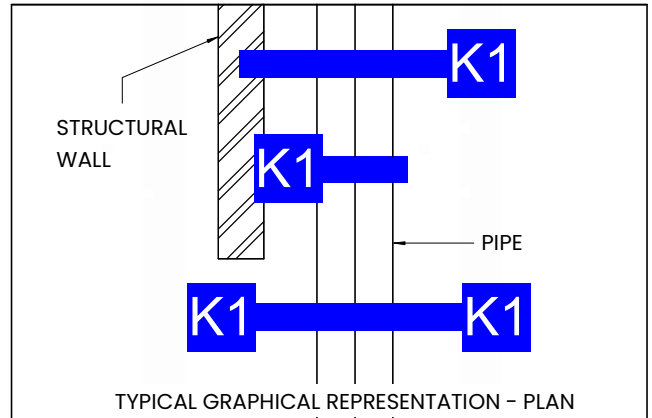 K1
STRUCTURAL
WALL
K1
PIPE
K1 K1
TYPICAL GRAPHICAL REPRESENTATION - PLAN